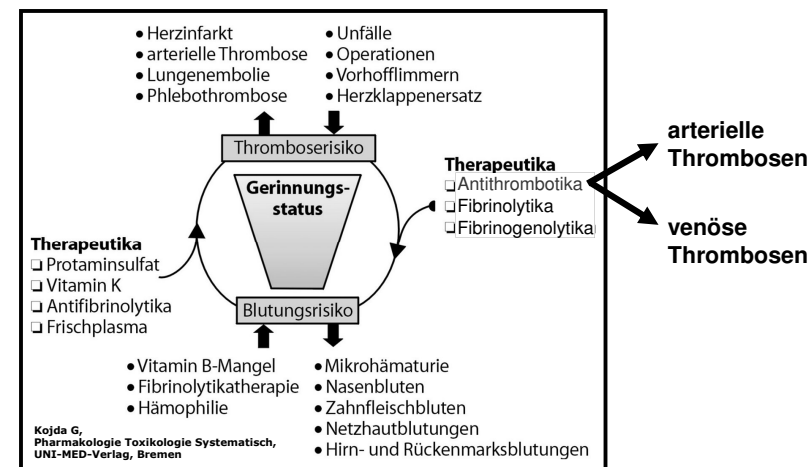 • Herzinfarkt
• arterielle Thrombose
• Lungenembolie
• Phlebothrombose
• Unfälle
• Operationen
• Vorhofflimmern
• Herzklappenersatz
Thromboserisiko
Gerinnungs-
status
Therapeutika
❑ Antithrombotika
❑ Fibrinolytika
❑ Fibrinogenolytika
arterielle
Thrombosen
venöse
Thrombosen
Therapeutika
❑ Protaminsulfat
❑ Vitamin K
❑ Antifibrinolytika
❑ Frischplasma
Blutungsrisiko
• Vitamin B-Mangel
• Fibrinolytikatherapie
• Hämophilie
• Mikrohämaturie
• Nasenbluten
• Zahnfleischbluten
• Netzhautblutungen
• Hirn- und Rückenmarksblutungen
Kojda G,
Pharmakologie Toxikologie Systematisch,
UNI-MED-Verlag, Bremen